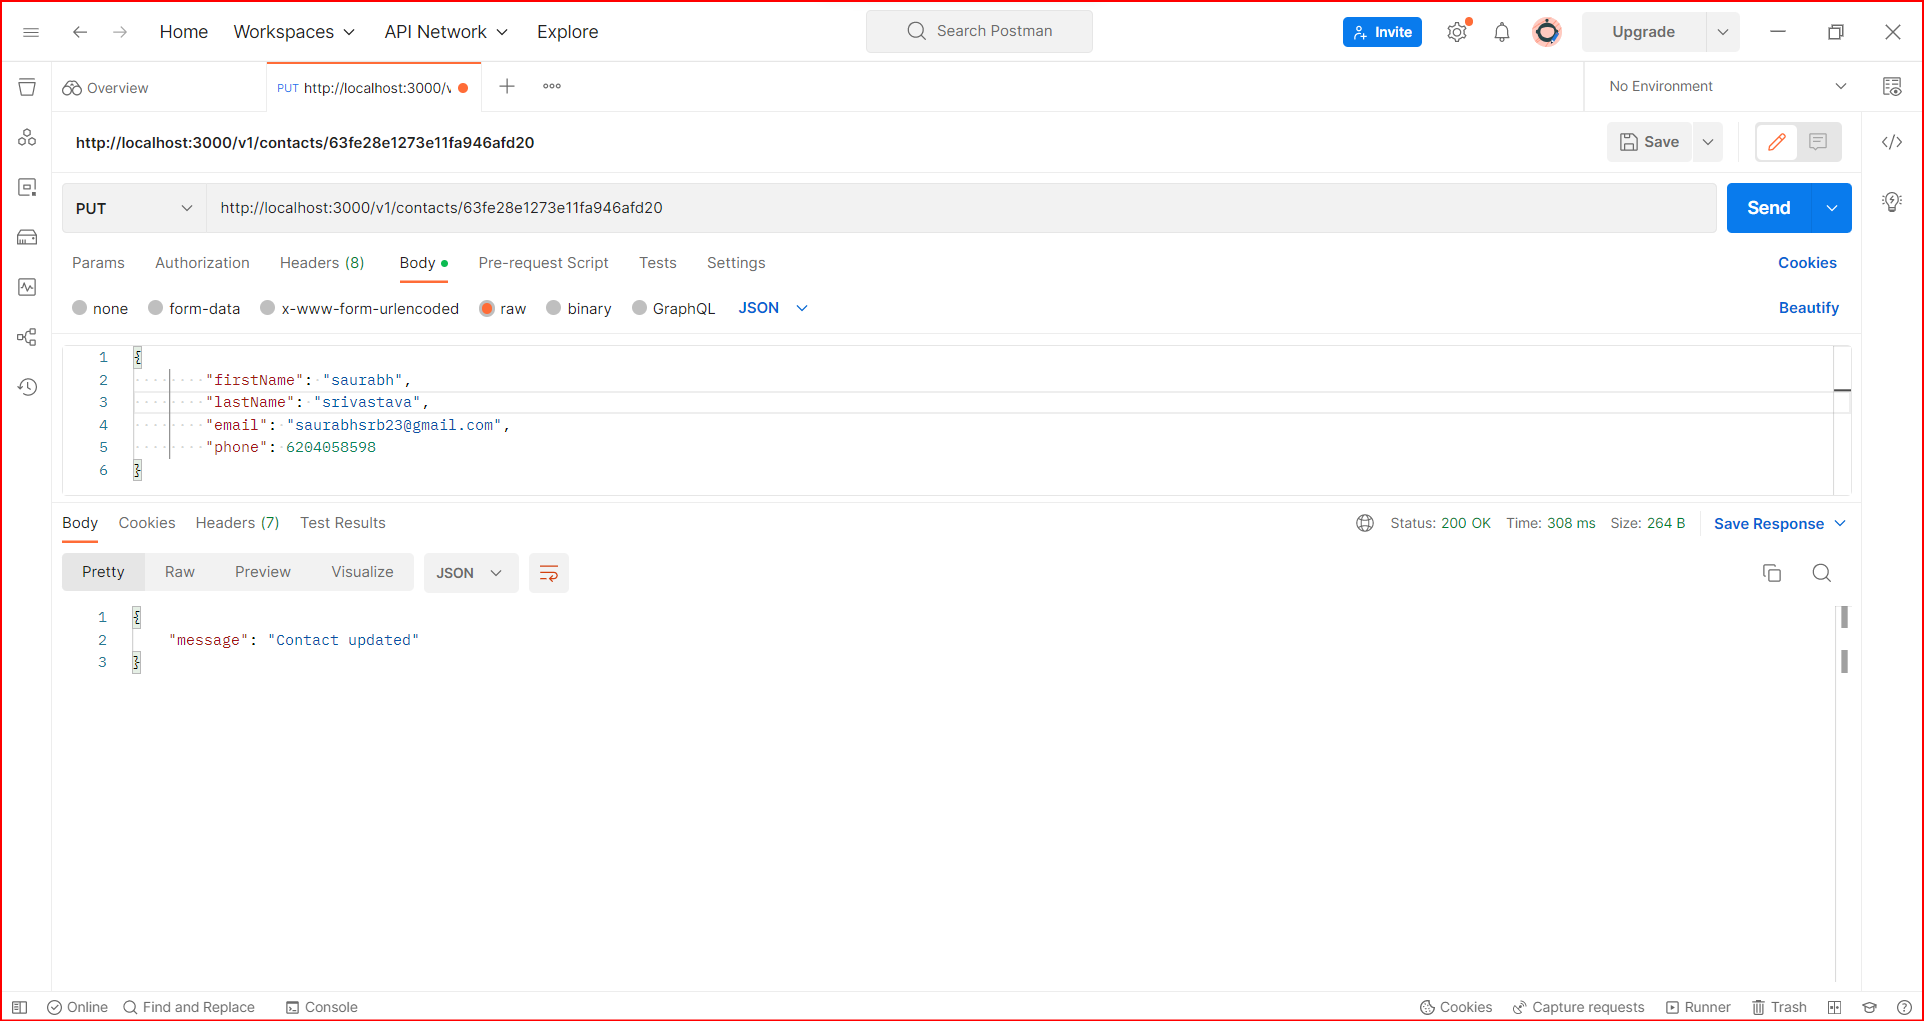 Home Workspaces API Network Explore Search Postman Invite Upgrade
Overview PUT http://localhost:3000/v No Environment
http://localhost:3000/v1/contacts/63fe28e1273e11fa946afd20 Save
PUT http://localhost:3000/v1/contacts/63fe28e1273e11fa946afd20 Send
Params Authorization Headers (8) Body Pre-request Script Tests Settings Cookies
none form-data x-www-form-urlencoded raw binary GraphQL JSON Beautify
1 {
2 "firstName": "saurabh",
3 "lastName": "srivastava",
4 "email": "saurabhsrb23@gmail.com",
5 "phone": 6204058598
6 }
Body Cookies Headers (7) Test Results Status: 200 OK Time: 308 ms Size: 264 B Save Response
Pretty Raw Preview Visualize JSON
1 {
2 "message": "Contact updated"
3 }
Online Find and Replace Console Cookies Capture requests Runner Trash